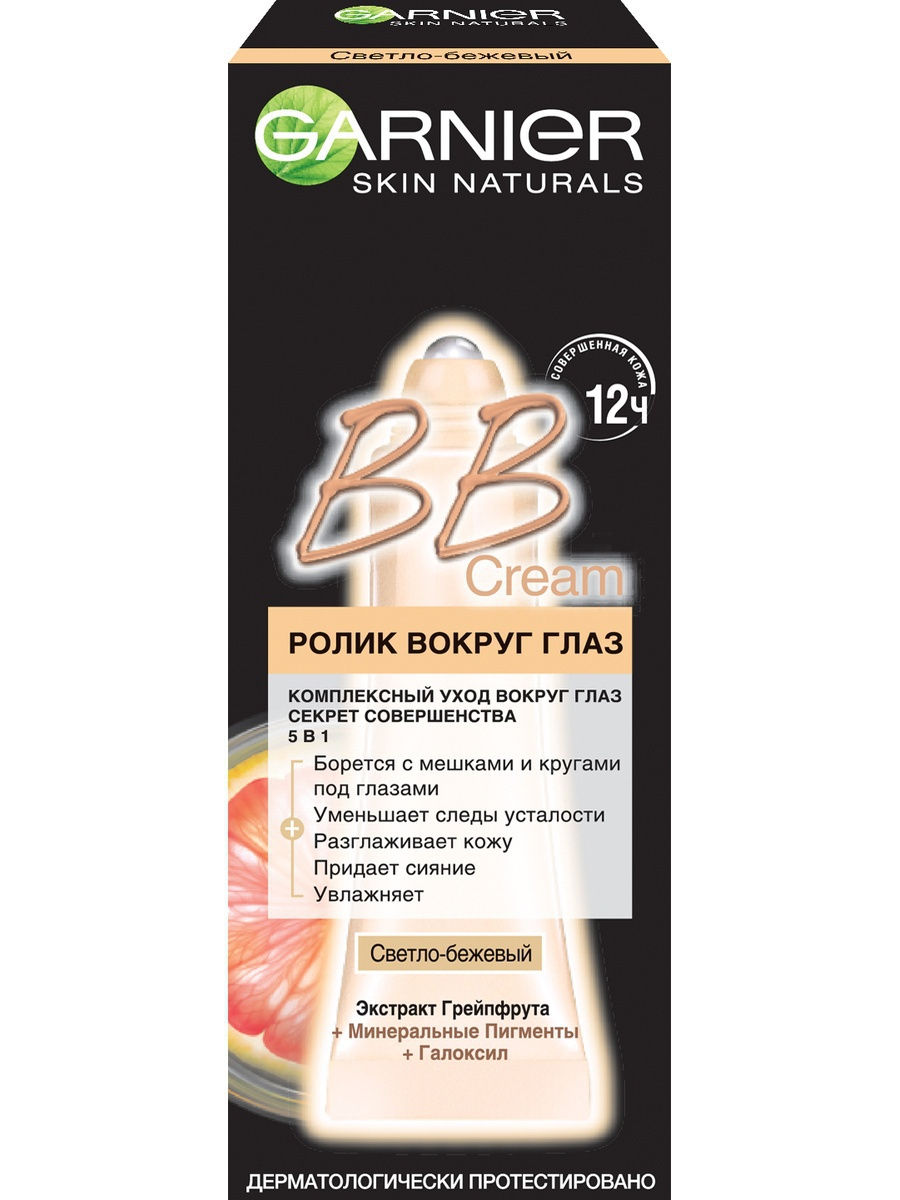 GARNIER
SKIN NATURALS
Светло-бежевый
GARNIER
SKIN NATURALS
СОВЕРШЕННАЯ КОЖА
12ч
BB
Cream
РОЛИК ВОКРУГ ГЛАЗ
КОМПЛЕКСНЫЙ УХОД ВОКРУГ ГЛАЗ
СЕКРЕТ СОВЕРШЕНСТВА
5 В 1
Борется с мешками и кругами
под глазами
Уменьшает следы усталости
+
Разглаживает кожу
Придает сияние
Увлажняет
Светло-бежевый
Экстракт Грейпфрута
+ Минеральные Пигменты
+ Галоксил
ДЕРМАТОЛОГИЧЕСКИ ПРОТЕСТИРОВАНО